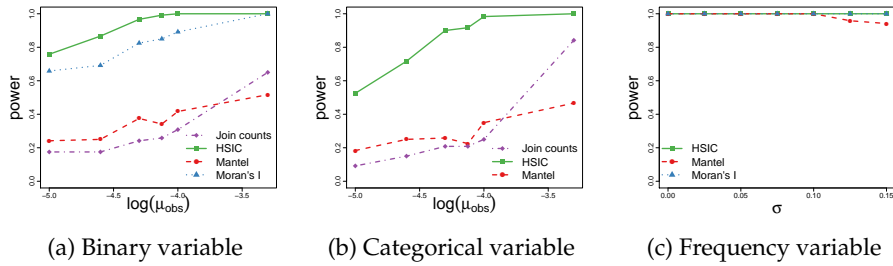 1.0
0.8
0.6
0.4
0.2
0.0
power
−5.0
−4.5
−4.0
−3.5
log(μobs)
Join counts
HSIC
Mantel
Moran's I
(a) Binary variable
1.0
0.8
0.6
0.4
0.2
0.0
power
−5.0
−4.5
−4.0
−3.5
log(μobs)
Join counts
HSIC
Mantel
(b) Categorical variable
1.0
0.8
0.6
0.4
0.2
0.0
power
0.00
0.05
0.10
0.15
σ
HSIC
Mantel
Moran's I
(c) Frequency variable